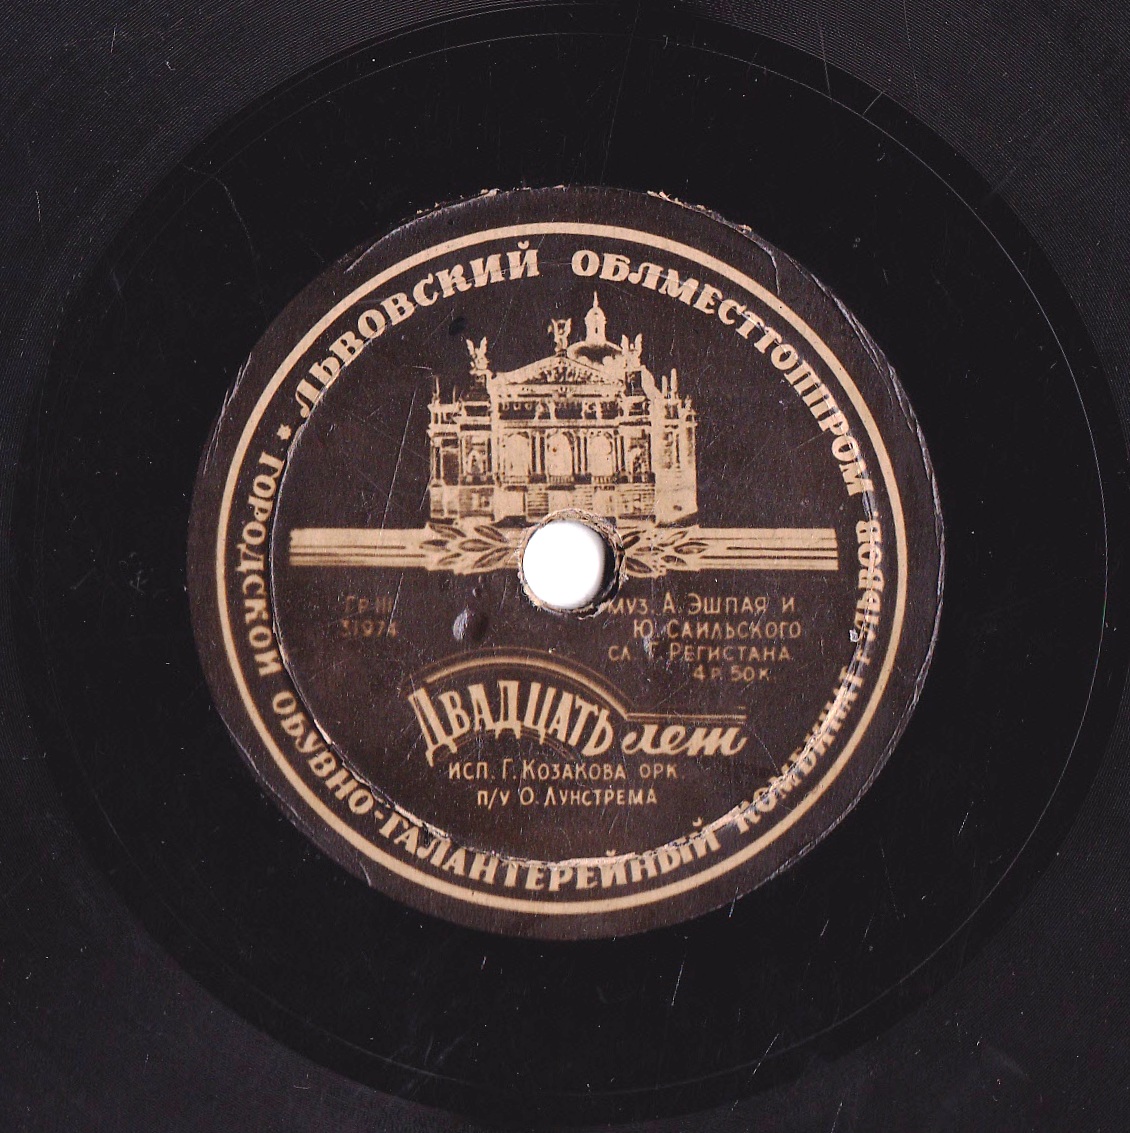 ЛЬВОВСКИЙ ОБЛМЕСТТОППРОМ
ГОРОДСКОЙ ОБУВНО-ГАЛАНТЕРЕЙНЫЙ КОМБИНАТ г. ЛЬВОВ.
ГР III
31974
МУЗ. А. ЭШПАЯ И
Ю. САИЛЬСКОГО
СЛ. Г. РЕГИСТАНА
4 Р. 50 К.
ДВАДЦАТЬ лет
ИСП. Г. КОЗАКОВА ОРК
П/У О. ЛУНСТРЕМА